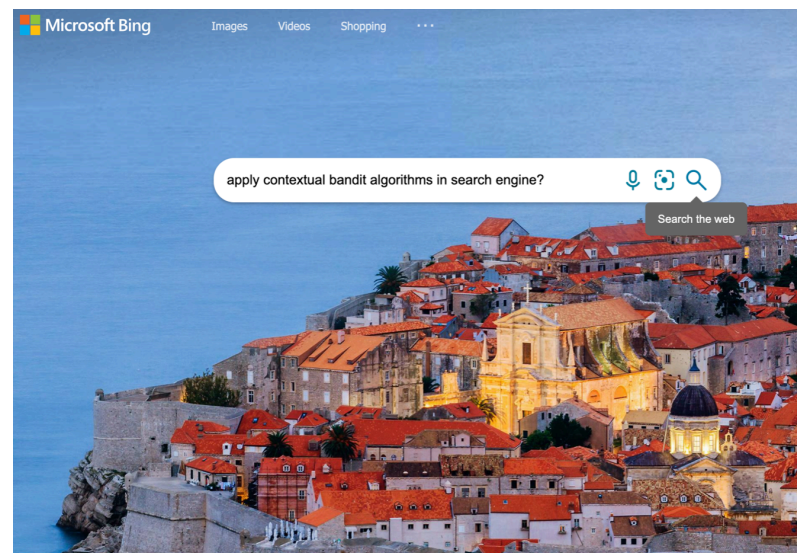 Microsoft Bing Images Videos Shopping ...
apply contextual bandit algorithms in search engine?
Search the web